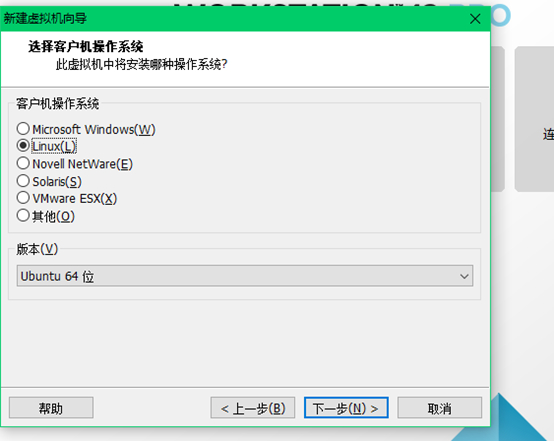 PRO
新建虚拟机向导
选择客户机操作系统
此虚拟机中将安装哪种操作系统?
客户机操作系统
Microsoft Windows(W)
Linux(L)
Novell NetWare(E)
Solaris(S)
VMware ESX(X)
其他(O)
连
版本(V)
Ubuntu 64 位
帮助
< 上一步(B)
下一步(N) >
取消